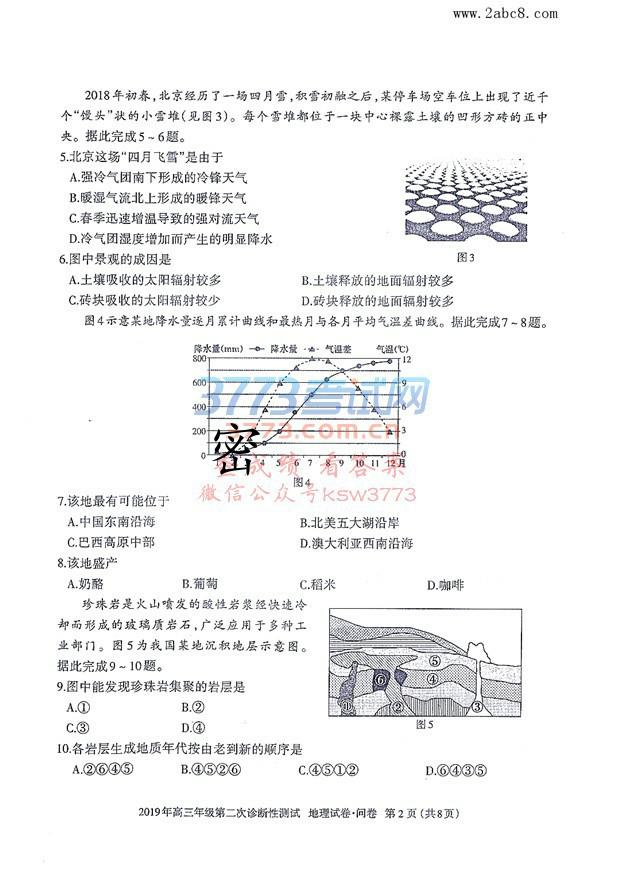 www.2abc8.com
2018年初春,北京经历了一场四月雪,积雪初融之后,某停车场空车位上出现了近千
个“馒头”状的小雪堆(见图3)。每个雪堆都位于一块中心裸露土壤的凹形方砖的正中
央。据此完成5~6题。
5.北京这场“四月飞雪”是由于
A.强冷气团南下形成的冷锋天气
B.暖湿气流北上形成的暖锋天气
C.春季迅速增温导致的强对流天气
D.冷气团湿度增加而产生的明显降水
图3
6.图中景观的成因是
A.土壤吸收的太阳辐射较多 B.土壤释放的地面辐射较多
C.砖块吸收的太阳辐射较少 D.砖块释放的地面辐射较多
图4示意某地降水量逐月累计曲线和最热月与各月平均气温差曲线。据此完成7~8题。
降水量(mm) 降水量 气温差 气温(℃)
800 12
600 9
400 6
200 3
0 0
4 5 6 7 8 9 10 11 12月
图4
3773考试网
3773.com.cn
密
查成绩 看答案
微信公众号ksw3773
7.该地最有可能位于
A.中国东南沿海 B.北美五大湖沿岸
C.巴西高原中部 D.澳大利亚西南沿海
8.该地盛产
A.奶酪 B.葡萄 C.稻米 D.咖啡
珍珠岩是火山喷发的酸性岩浆经快速冷
却而形成的玻璃质岩石,广泛应用于多种工
业部门。图5为我国某地沉积地层示意图。
据此完成9~10题。
9.图中能发现珍珠岩集聚的岩层是
A.① B.②
C.③ D.④
⑤
⑥ ④
① ② ③
图5
10.各岩层生成地质年代按由老到新的顺序是
A.②⑥④⑤ B.④⑤②⑥ C.④⑤①② D.⑥④③⑤
2019年高三年级第二次诊断性测试 地理试卷·问卷 第2页(共8页)